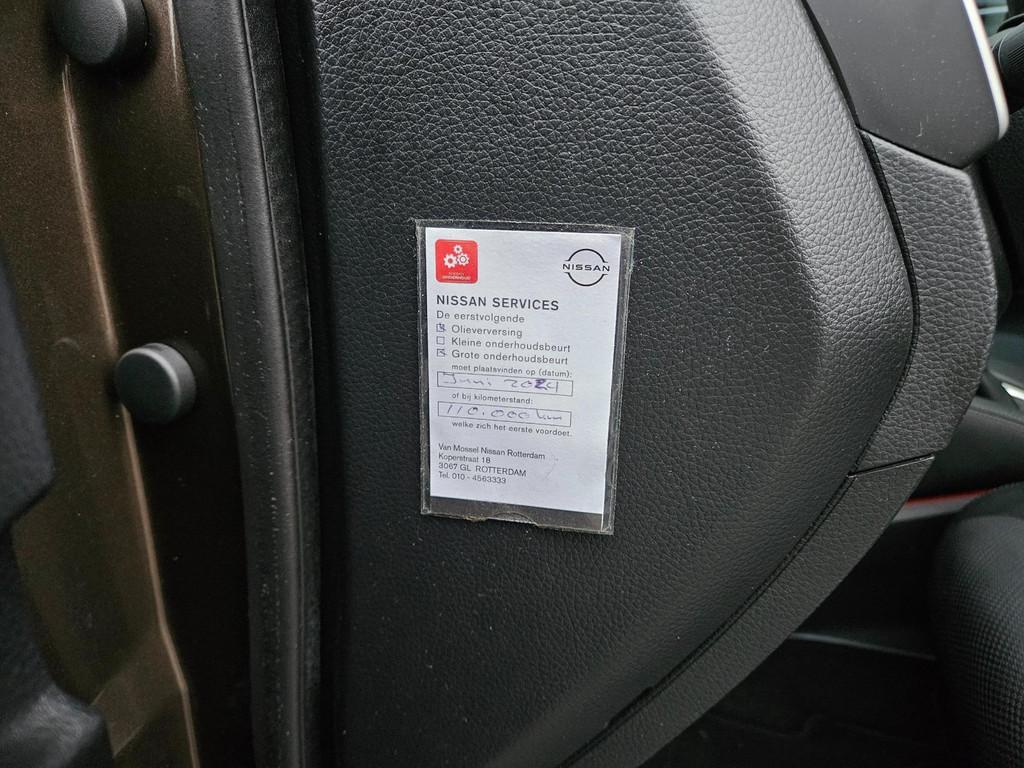 NISSAN
NISSAN SERVICES
De eerstvolgende
Olieverversing
Kleine onderhoudsbeurt
Grote onderhoudsbeurt
moet plaatsvinden op (datum):
Juni 2024
of bij kilometerstand:
110.000 km
welke zich het eerste voordoet.
Van Mossel Nissan Rotterdam
Koperstraat 18
3067 GL ROTTERDAM
Tel. 010 - 4563333